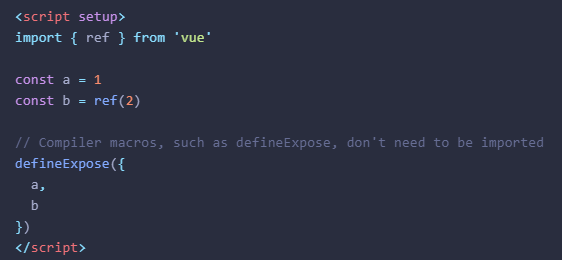 <script setup>
import { ref } from 'vue'

const a = 1
const b = ref(2)

// Compiler macros, such as defineExpose, don't need to be imported
defineExpose({
  a,
  b
})
</script>